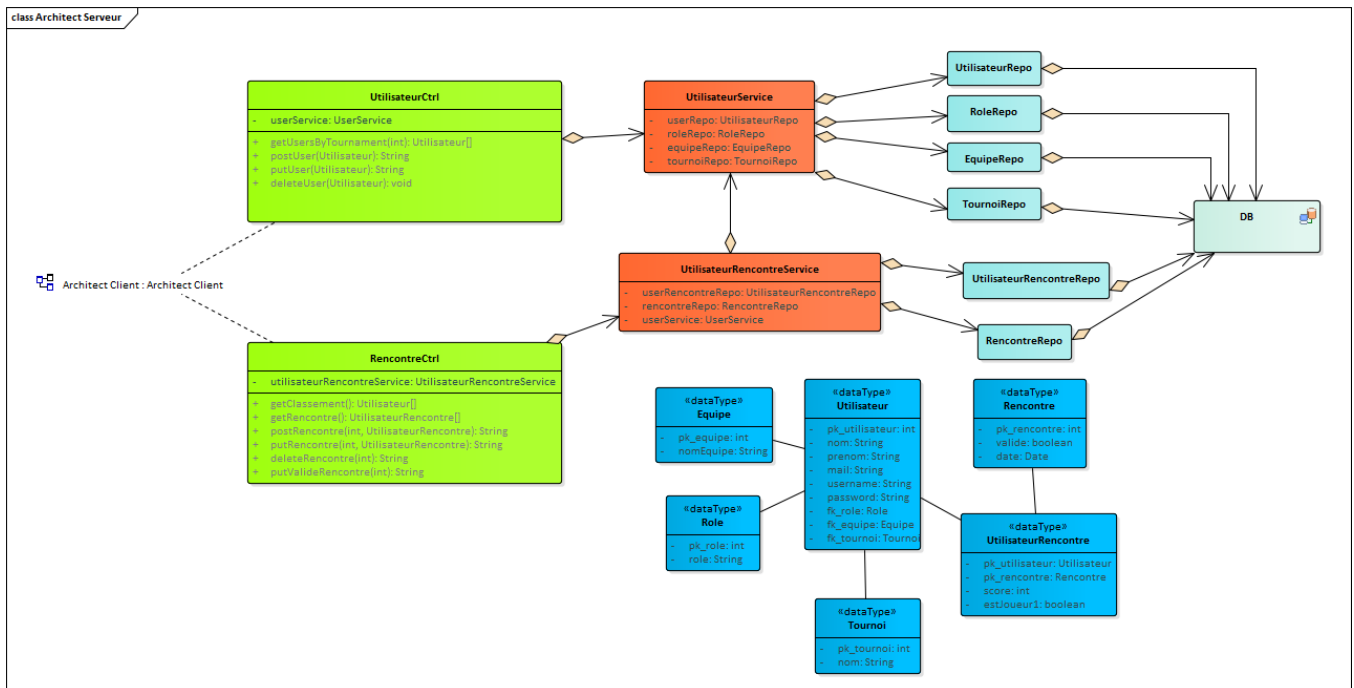 class Architect Serveur
UtilisateurCtrl
- userService: UserService
+ getUsersByTournament(int): Utilisateur[]
+ postUser(Utilisateur): String
+ putUser(Utilisateur): String
+ deleteUser(Utilisateur): void
UtilisateurService
- userRepo: UtilisateurRepo
- roleRepo: RoleRepo
- equipeRepo: EquipeRepo
- tournoiRepo: TournoiRepo
UtilisateurRepo
RoleRepo
EquipeRepo
TournoiRepo
DB
Architect Client : Architect Client
UtilisateurRencontreService
- userRencontreRepo: UtilisateurRencontreRepo
- rencontreRepo: RencontreRepo
- userService: UserService
UtilisateurRencontreRepo
RencontreRepo
RencontreCtrl
- utilisateurRencontreService: UtilisateurRencontreService
+ getClassement(): Utilisateur[]
+ getRencontre(): UtilisateurRencontre[]
+ postRencontre(int, UtilisateurRencontre): String
+ putRencontre(int, UtilisateurRencontre): String
+ deleteRencontre(int): String
+ putValideRencontre(int): String
«dataType»
Equipe
- pk_equipe: int
- nomEquipe: String
«dataType»
Utilisateur
- pk_utilisateur: int
- nom: String
- prenom: String
- mail: String
- username: String
- password: String
- fk_role: Role
- fk_equipe: Equipe
- fk_tournoi: Tournoi
«dataType»
Rencontre
- pk_rencontre: int
- valide: boolean
- date: Date
«dataType»
Role
- pk_role: int
- role: String
«dataType»
UtilisateurRencontre
- pk_utilisateur: Utilisateur
- pk_rencontre: Rencontre
- score: int
- estJoueur1: boolean
«dataType»
Tournoi
- pk_tournoi: int
- nom: String